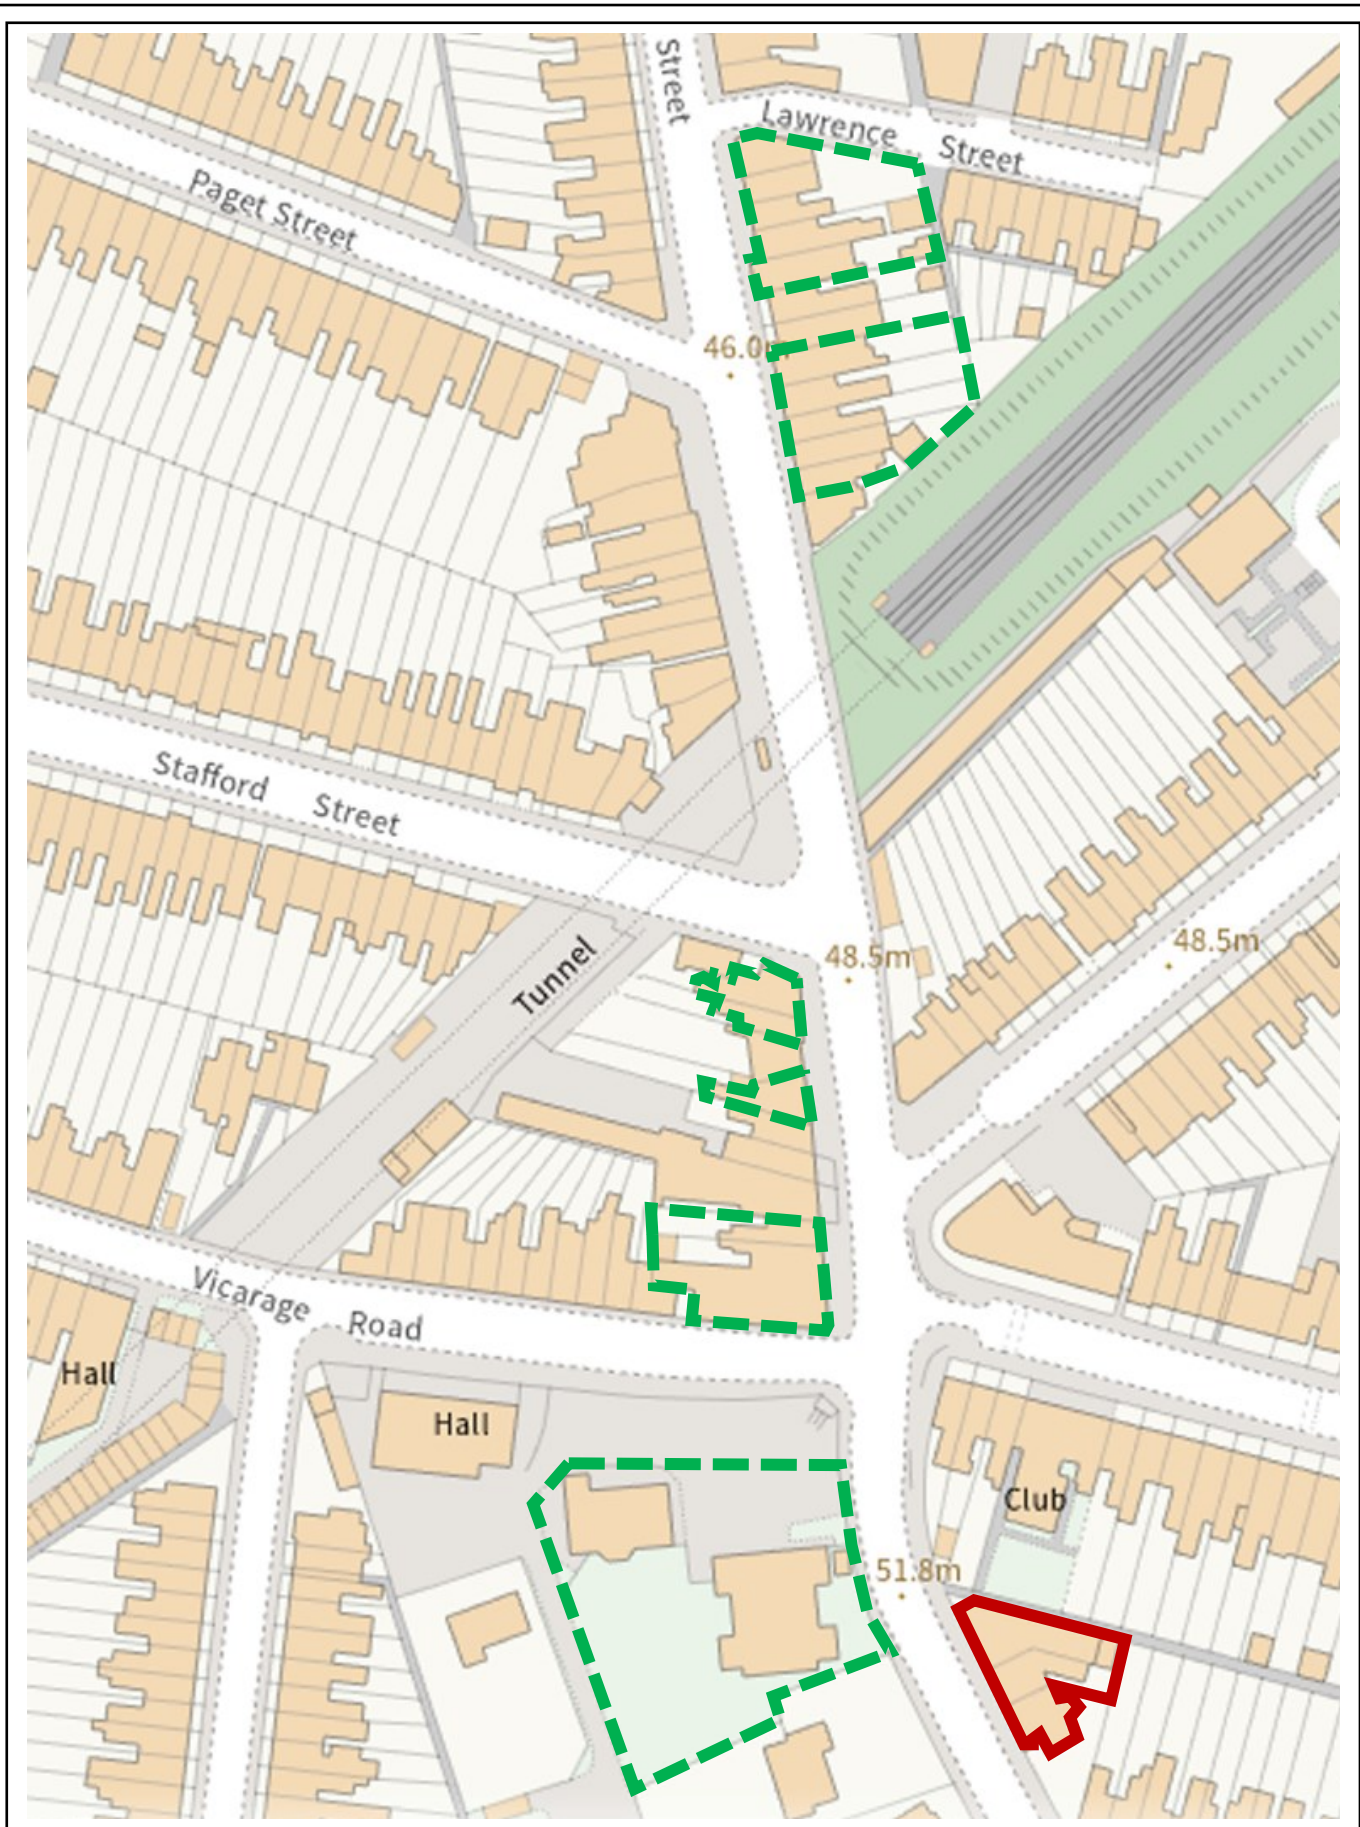 Street
Lawrence Street
Paget Street
46.0m
Stafford Street
48.5m
48.5m
Tunnel
Vicarage Road
Hall
Hall
Club
51.8m